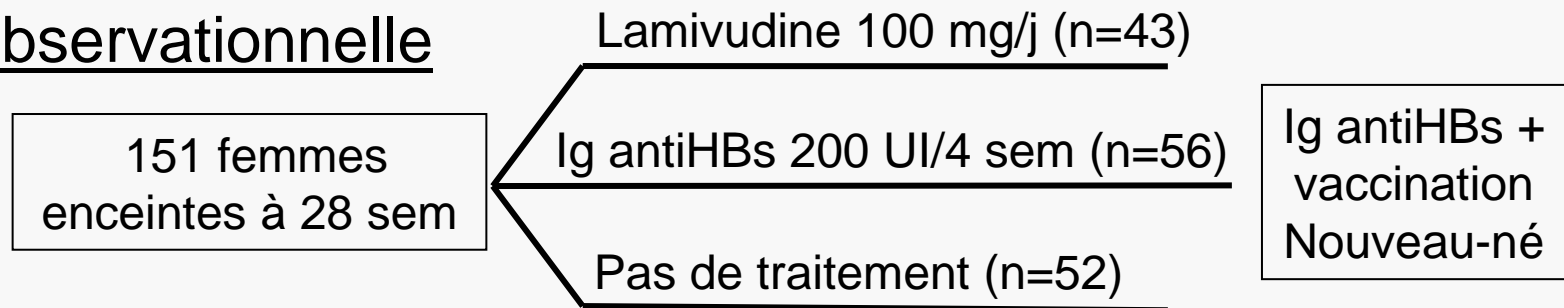 bservationnelle
Lamivudine 100 mg/j (n=43)
151 femmes
enceintes à 28 sem
Ig antiHBs 200 UI/4 sem (n=56)
Pas de traitement (n=52)
Ig antiHBs +
vaccination
Nouveau-né